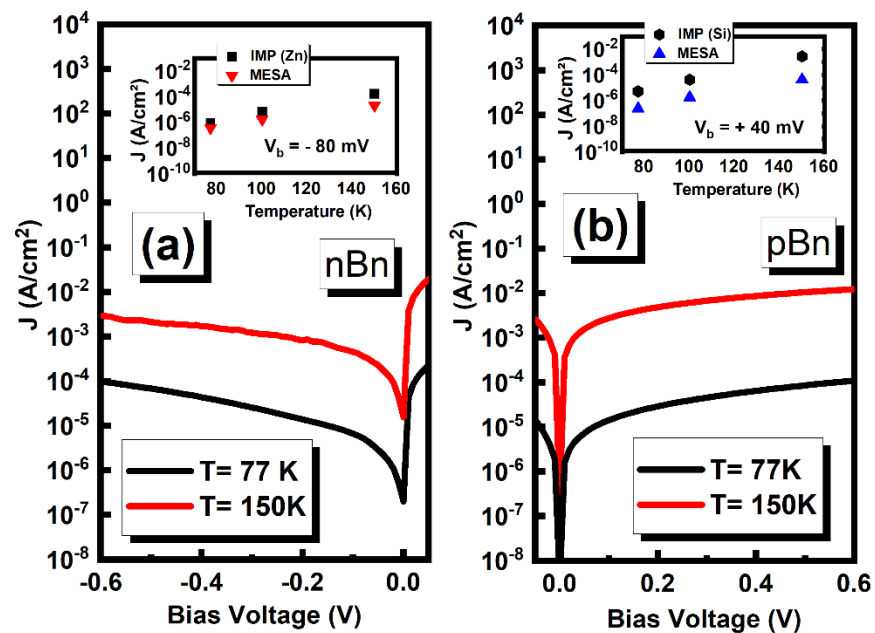 (a)
nBn
J (A/cm²)
10⁴
10³
10²
10¹
10⁰
10⁻¹
10⁻²
10⁻³
10⁻⁴
10⁻⁵
10⁻⁶
10⁻⁷
10⁻⁸
-0.6 -0.4 -0.2 0.0
Bias Voltage (V)
T= 77 K
T= 150K
IMP (Zn)
MESA
J (A/cm²)
10⁻²
10⁻⁴
10⁻⁶
10⁻⁸
10⁻¹⁰
V_b = - 80 mV
80 100 120 140 160
Temperature (K)
(b)
pBn
J (A/cm²)
10⁴
10³
10²
10¹
10⁰
10⁻¹
10⁻²
10⁻³
10⁻⁴
10⁻⁵
10⁻⁶
10⁻⁷
10⁻⁸
0.0 0.2 0.4 0.6
Bias Voltage (V)
T= 77K
T= 150K
IMP (Si)
MESA
J (A/cm²)
10⁻²
10⁻⁴
10⁻⁶
10⁻⁸
10⁻¹⁰
V_b = + 40 mV
80 100 120 140 160
Temperature (K)